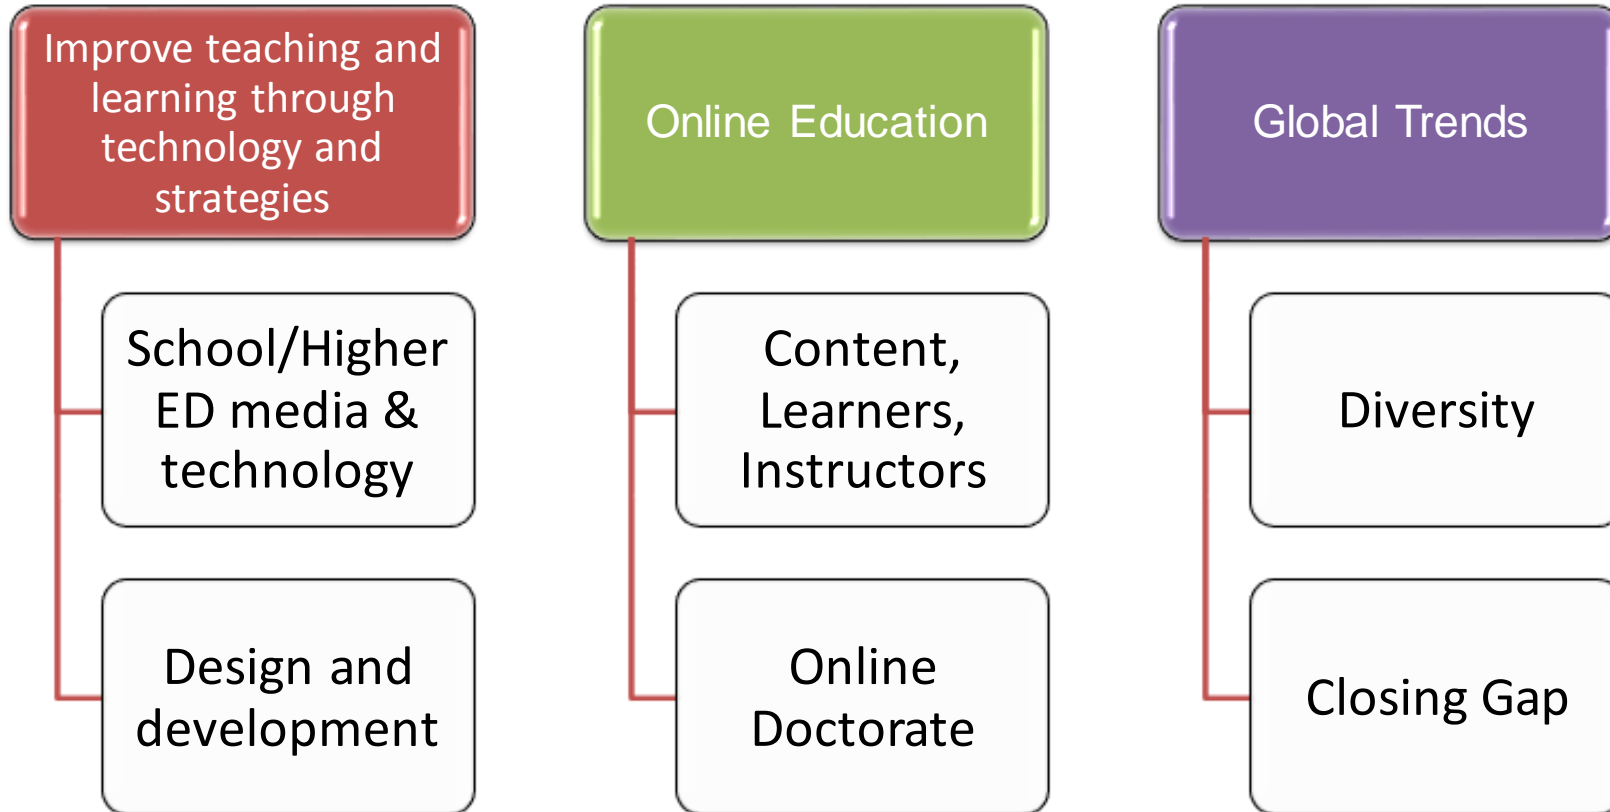 Improve teaching and
learning through
technology and
strategies
School/Higher
ED media &
technology
Design and
development
Online Education
Content,
Learners,
Instructors
Online
Doctorate
Global Trends
Diversity
Closing Gap